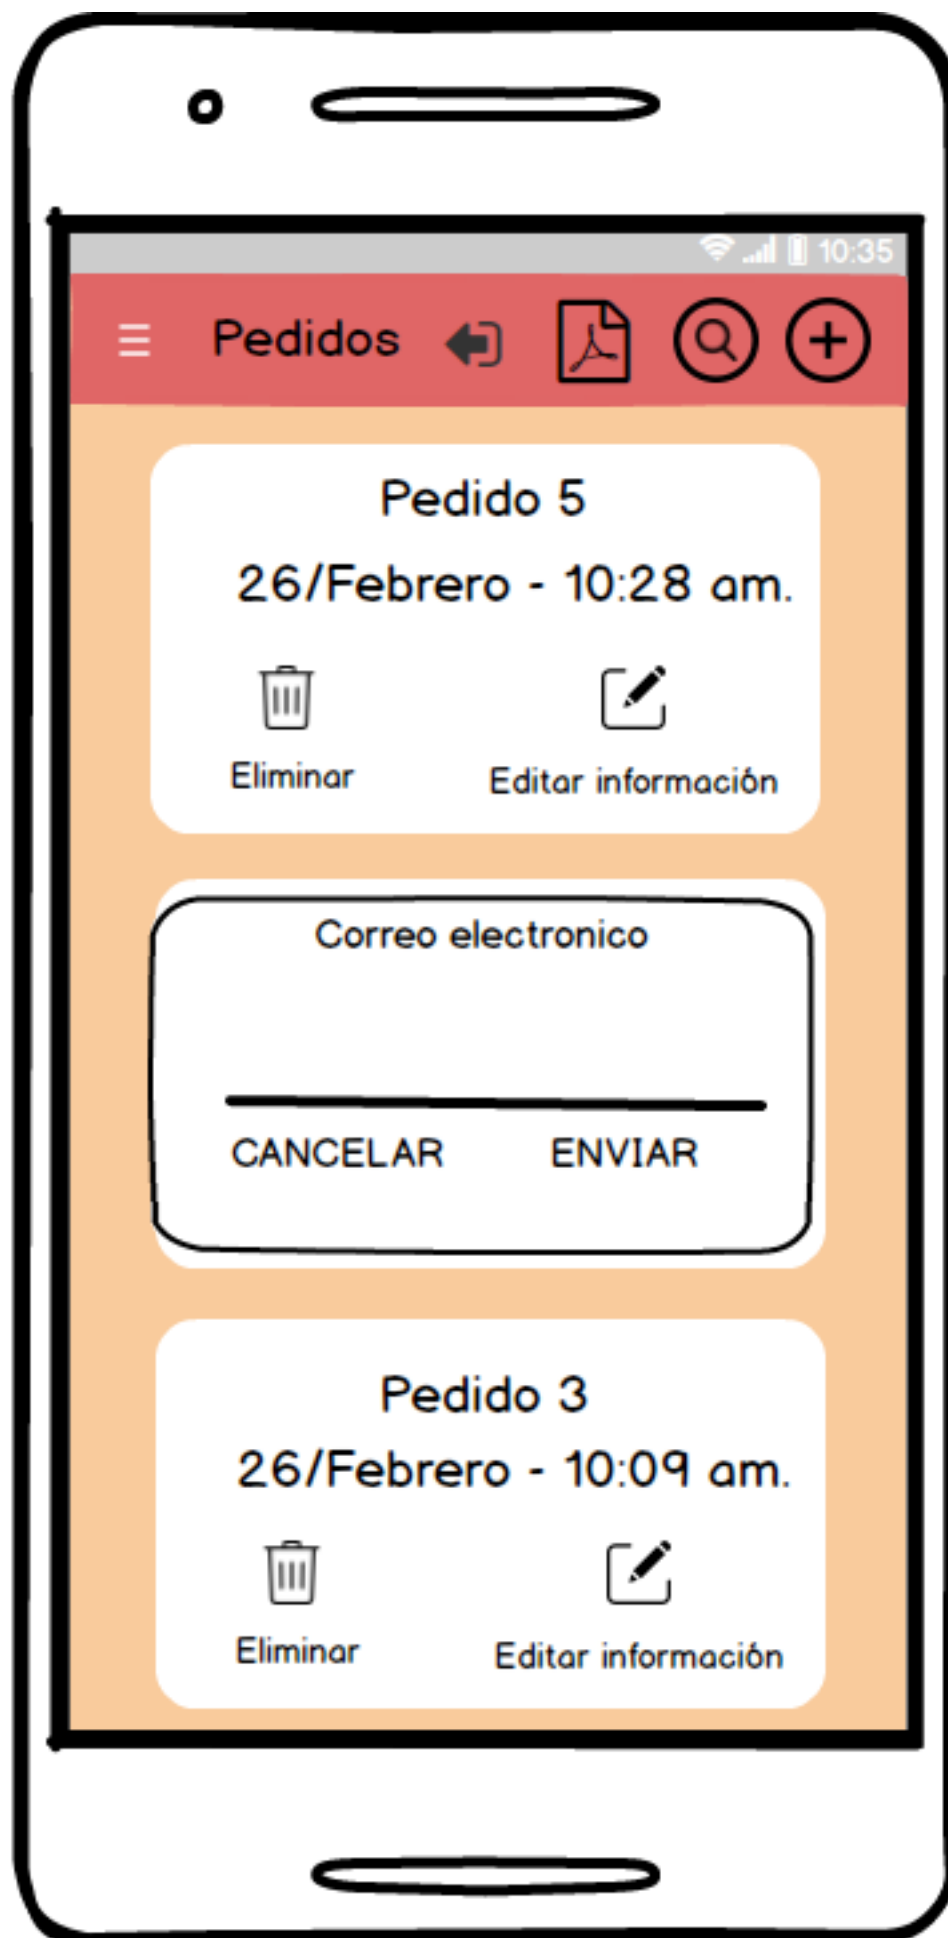 10:35
Pedidos
Pedido 5
26/Febrero - 10:28 am.
Eliminar Editar información
Correo electronico
CANCELAR ENVIAR
Pedido 3
26/Febrero - 10:09 am.
Eliminar Editar información